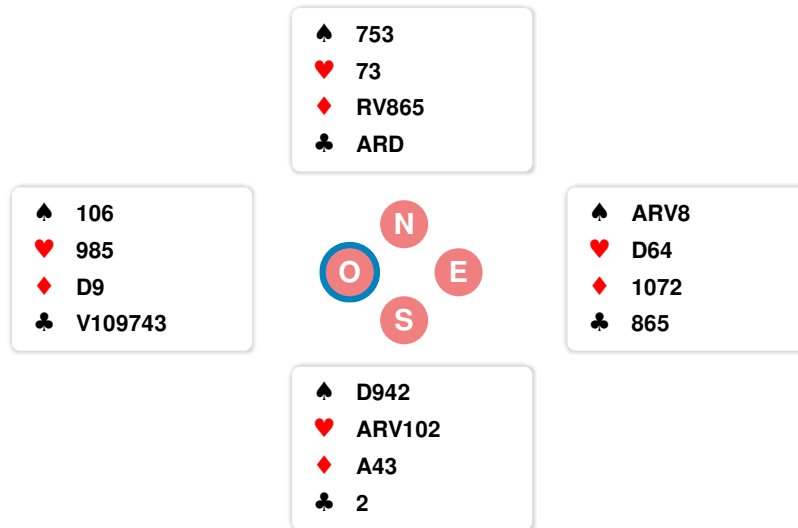 ♠ 753
♥ 73
♦ RV865
♣ ARD
♠ 106
♥ 985
♦ D9
♣ V109743
N
O
E
S
♠ ARV8
♥ D64
♦ 1072
♣ 865
♠ D942
♥ ARV102
♦ A43
♣ 2